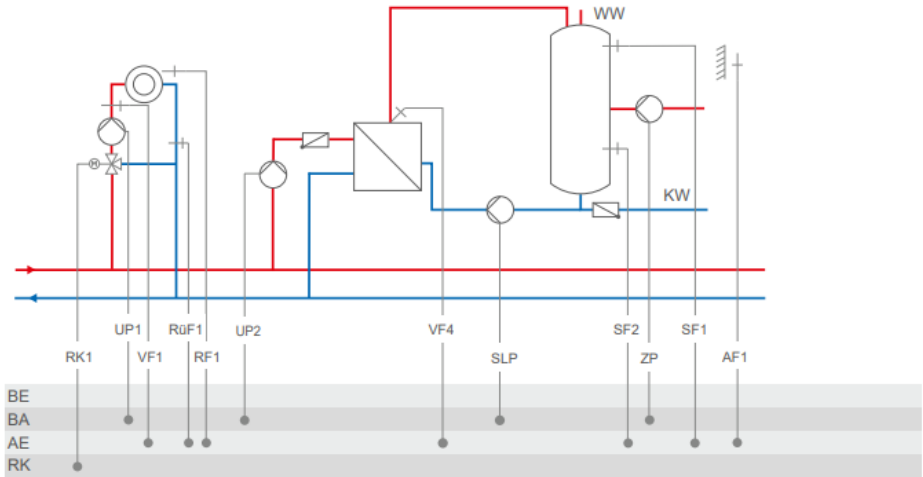 WW
KW
UP1 RüF1 UP2 VF4 SF2 SF1
RK1 VF1 RF1 SLP ZP AF1
BE
BA
AE
RK